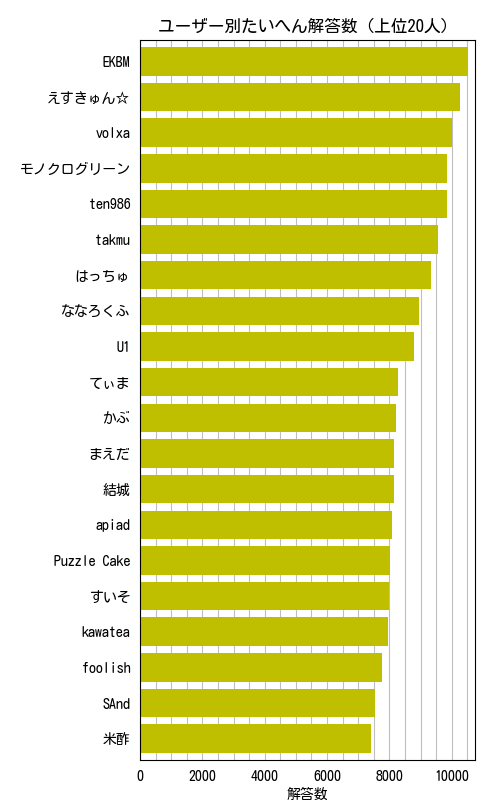 ユーザー別たいへん解答数（上位20人）
EKBM
えすきゅん☆
volxa
モノクログリーン
ten986
takmu
はっちゅ
ななろくふ
U1
てぃま
かぶ
まえだ
結城
apiad
Puzzle Cake
すいそ
kawatea
foolish
SAnd
米酢
0 2000 4000 6000 8000 10000
解答数